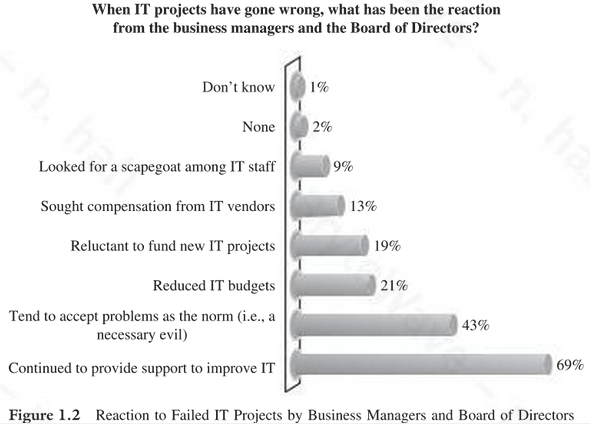 When IT projects have gone wrong, what has been the reaction
from the business managers and the Board of Directors?
Don't know 1%
None 2%
Looked for a scapegoat among IT staff 9%
Sought compensation from IT vendors 13%
Reluctant to fund new IT projects 19%
Reduced IT budgets 21%
Tend to accept problems as the norm (i.e., a
necessary evil) 43%
Continued to provide support to improve IT 69%
Figure 1.2 Reaction to Failed IT Projects by Business Managers and Board of Directors